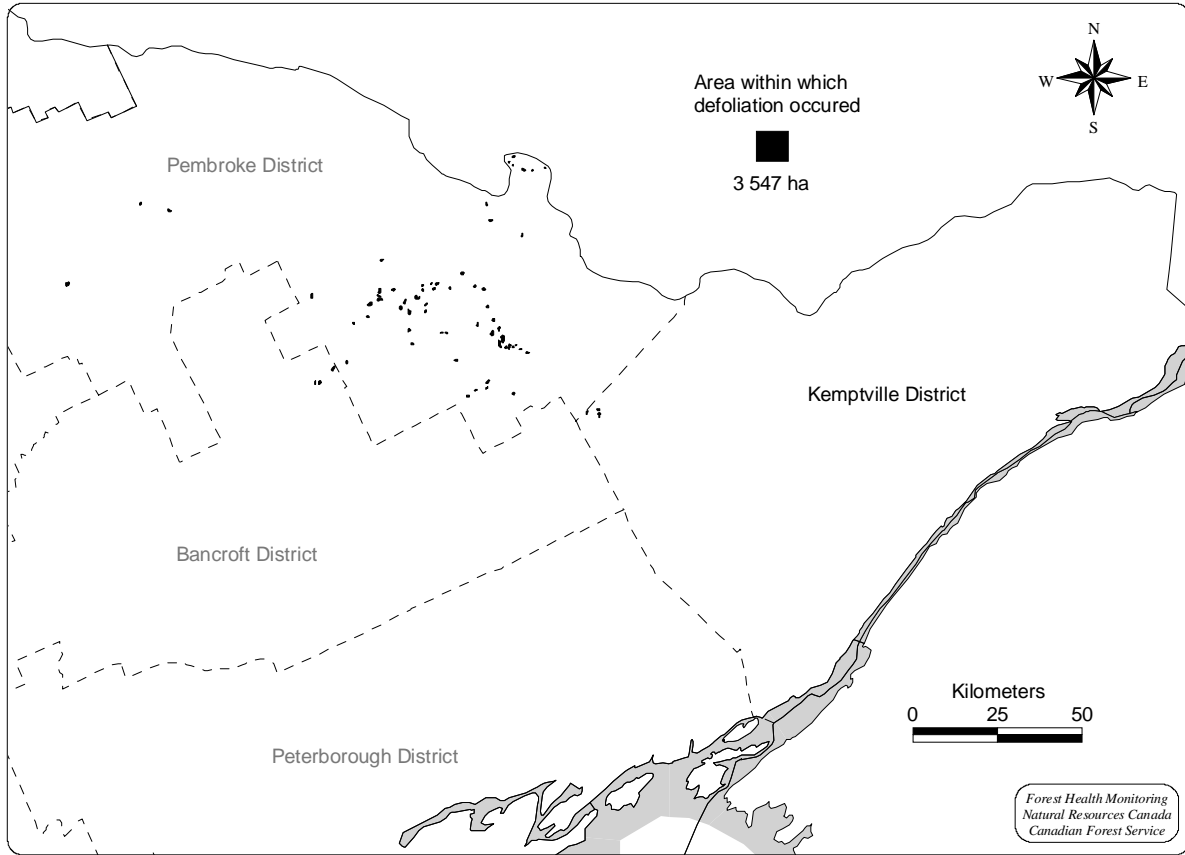 N
Area within which
defoliation occured
W E
S
Pembroke District
3 547 ha
Kemptville District
Bancroft District
Kilometers
0 25 50
Peterborough District
Forest Health Monitoring
Natural Resources Canada
Canadian Forest Service